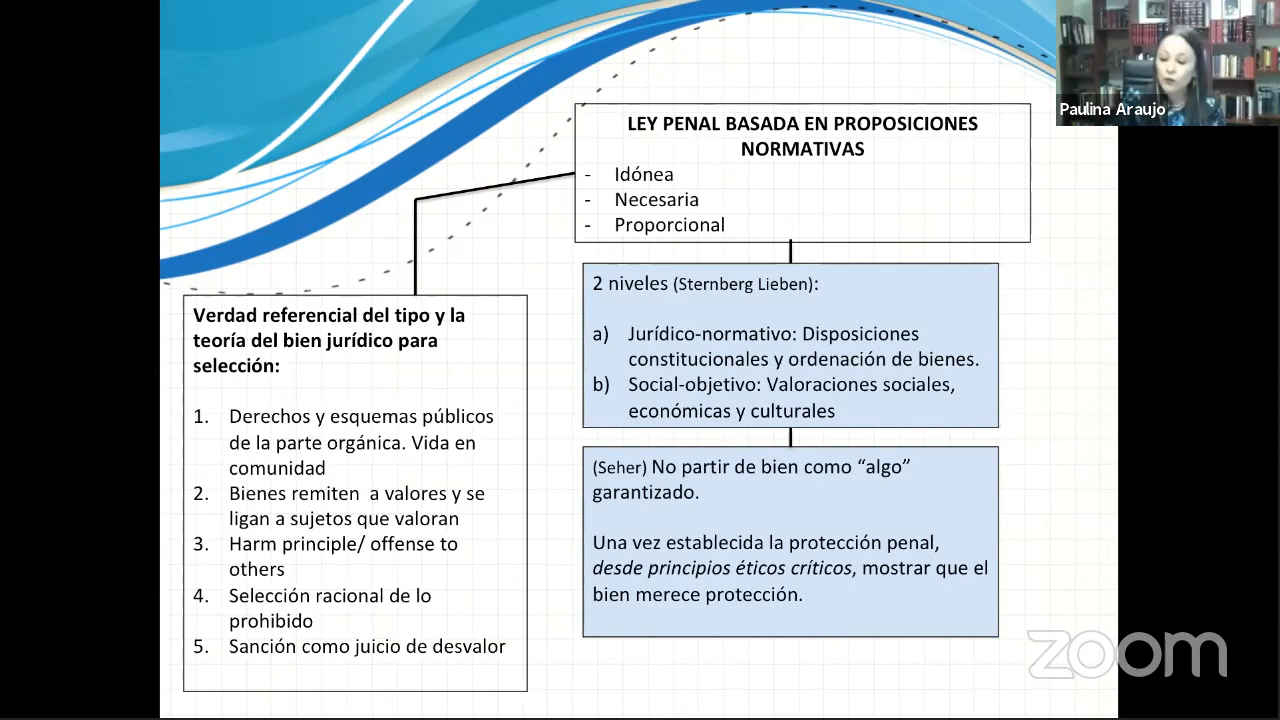 Paulina Araujo
LEY PENAL BASADA EN PROPOSICIONES
NORMATIVAS
- Idónea
- Necesaria
- Proporcional
2 niveles (Sternberg Lieben):
a) Jurídico-normativo: Disposiciones
constitucionales y ordenación de bienes.
b) Social-objetivo: Valoraciones sociales,
económicas y culturales
(Seher) No partir de bien como “algo”
garantizado.
Una vez establecida la protección penal,
desde principios éticos críticos, mostrar que el
bien merece protección.
Verdad referencial del tipo y la
teoría del bien jurídico para
selección:
1. Derechos y esquemas públicos
de la parte orgánica. Vida en
comunidad
2. Bienes remiten a valores y se
ligan a sujetos que valoran
3. Harm principle/ offense to
others
4. Selección racional de lo
prohibido
5. Sanción como juicio de desvalor
zoom